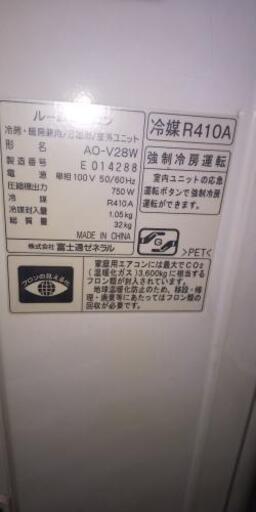 ルームエアコン
冷房・暖房兼用/分離形/室外ユニット
形名 AO-V28W
製造番号 E 014288
電源 単相100V 50/60Hz
圧縮機出力 750W
冷媒 R410A
冷媒封入量 1.05kg
総質量 32kg
MADE IN CHINA
株式会社富士通ゼネラル
冷媒R410A
強制冷房運転
室内ユニットの応急
運転ボタンで強制冷房
運転できます。
G
>PET<
フロンの見える化
家庭用エアコンには最大でCO₂
(温暖化ガス)3,600kgに相当する
フロン類が封入されています。
地球温暖化防止のため、移設・修
理・廃棄等にあたってはフロン類の
回収が必要です。